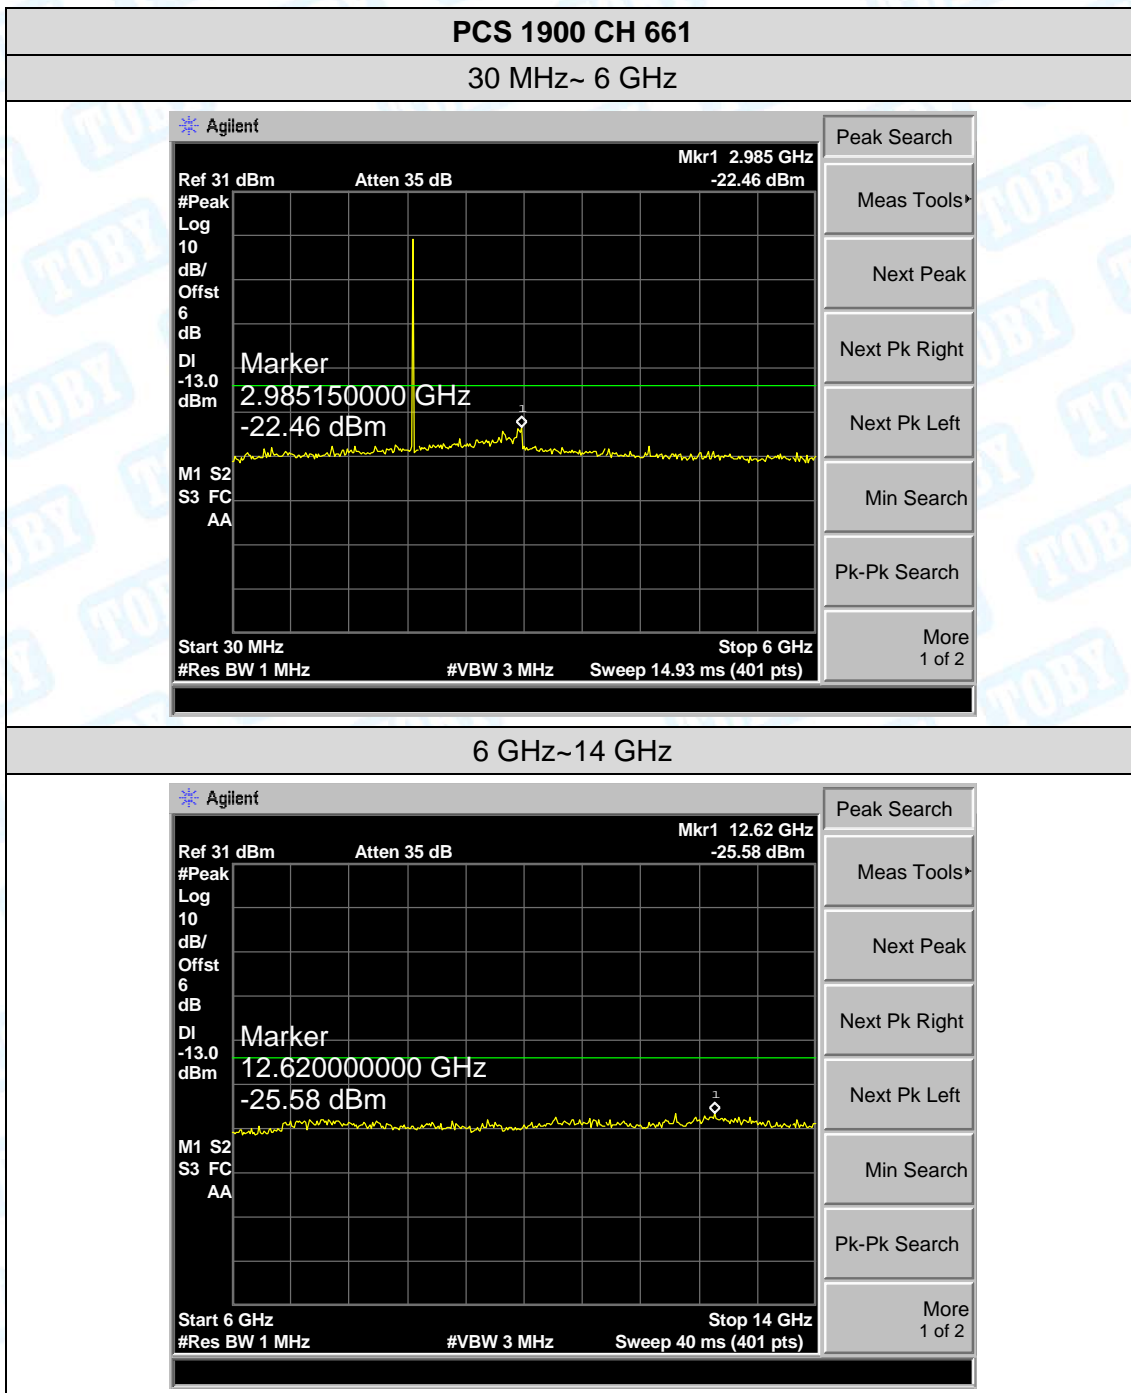 PCS 1900 CH 661
30 MHz~ 6 GHz
Agilent
Peak Search
Mkr1 2.985 GHz
Ref 31 dBm Atten 35 dB -22.46 dBm
#Peak
Log
10
dB/
Offst
6
dB
DI
-13.0
dBm
Marker
2.985150000 GHz
-22.46 dBm
1
M1 S2
S3 FC
AA
Start 30 MHz Stop 6 GHz
#Res BW 1 MHz #VBW 3 MHz Sweep 14.93 ms (401 pts)
Meas Tools
Next Peak
Next Pk Right
Next Pk Left
Min Search
Pk-Pk Search
More
1 of 2
6 GHz~14 GHz
Agilent
Peak Search
Mkr1 12.62 GHz
Ref 31 dBm Atten 35 dB -25.58 dBm
#Peak
Log
10
dB/
Offst
6
dB
DI
-13.0
dBm
Marker
12.620000000 GHz
-25.58 dBm
1
M1 S2
S3 FC
AA
Start 6 GHz Stop 14 GHz
#Res BW 1 MHz #VBW 3 MHz Sweep 40 ms (401 pts)
Meas Tools
Next Peak
Next Pk Right
Next Pk Left
Min Search
Pk-Pk Search
More
1 of 2
TOBY